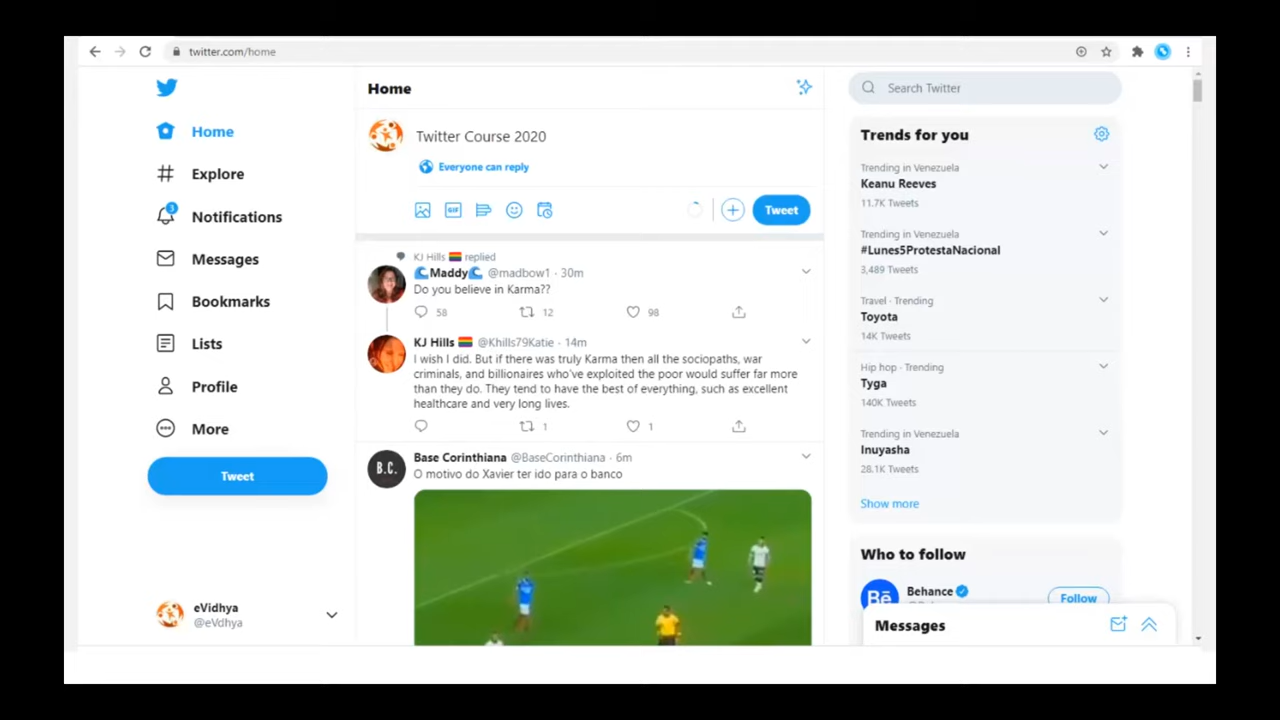 twitter.com/home
Home
Explore
3
Notifications
Messages
Bookmarks
Lists
Profile
More
Tweet
eVidhya
@eVdhya
Home
Twitter Course 2020
Everyone can reply
GIF
Tweet
KJ Hills 🏳️‍🌈 replied
🌊Maddy🌊 @madbow1 · 30m
Do you believe in Karma??
58 12 98
KJ Hills 🏳️‍🌈 @Khills79Katie · 14m
I wish I did. But if there was truly Karma then all the sociopaths, war
criminals, and billionaires who've exploited the poor would suffer far more
than they do. They tend to have the best of everything, such as excellent
healthcare and very long lives.
1 1
B.C.
Base Corinthiana @BaseCorinthiana · 6m
O motivo do Xavier ter ido para o banco
Search Twitter
Trends for you
Trending in Venezuela
Keanu Reeves
11.7K Tweets
Trending in Venezuela
#Lunes5ProtestaNacional
3,489 Tweets
Travel · Trending
Toyota
14K Tweets
Hip hop · Trending
Tyga
140K Tweets
Trending in Venezuela
Inuyasha
28.1K Tweets
Show more
Who to follow
Bē
Behance
Follow
Messages